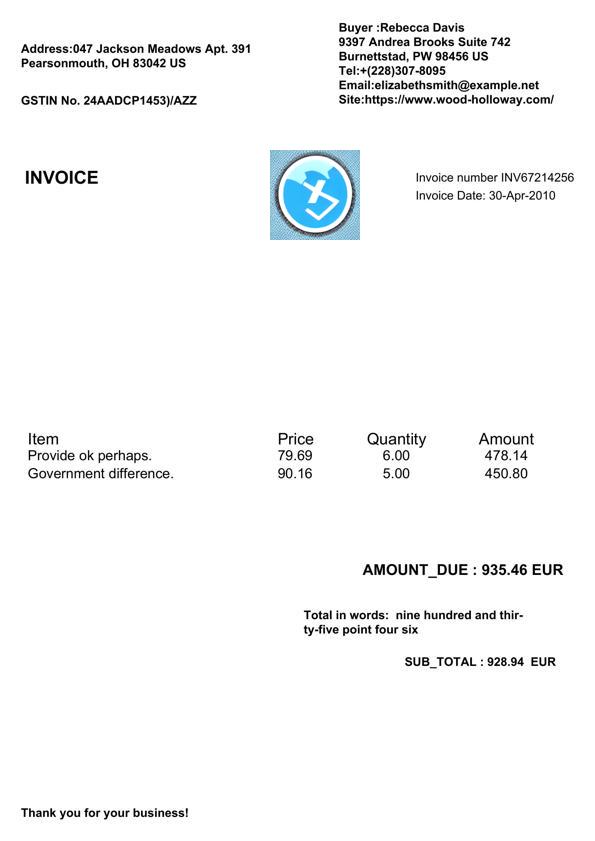 Address:047 Jackson Meadows Apt. 391
Pearsonmouth, OH 83042 US
GSTIN No. 24AADCP1453)/AZZ
Buyer :Rebecca Davis
9397 Andrea Brooks Suite 742
Burnettstad, PW 98456 US
Tel:+(228)307-8095
Email:elizabethsmith@example.net
Site:https://www.wood-holloway.com/
INVOICE
Invoice number INV67214256
Invoice Date: 30-Apr-2010
Item Price Quantity Amount
Provide ok perhaps. 79.69 6.00 478.14
Government difference. 90.16 5.00 450.80
AMOUNT_DUE : 935.46 EUR
Total in words:  nine hundred and thir-
ty-five point four six
SUB_TOTAL : 928.94  EUR
Thank you for your business!